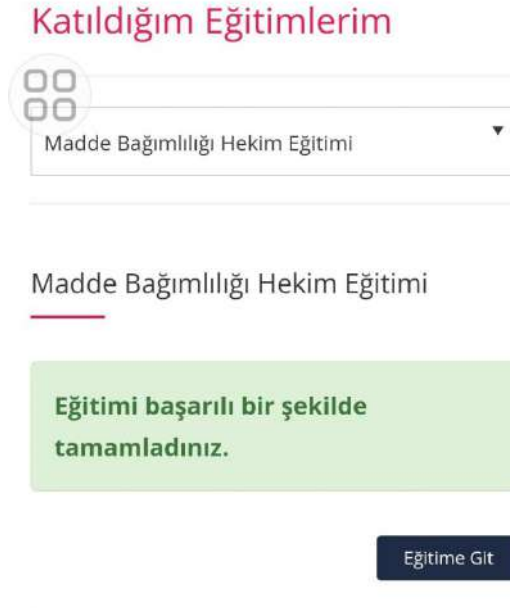 Katıldığım Eğitimlerim
Madde Bağımlılığı Hekim Eğitimi
Madde Bağımlılığı Hekim Eğitimi
Eğitimi başarılı bir şekilde
tamamladınız.
Eğitime Git